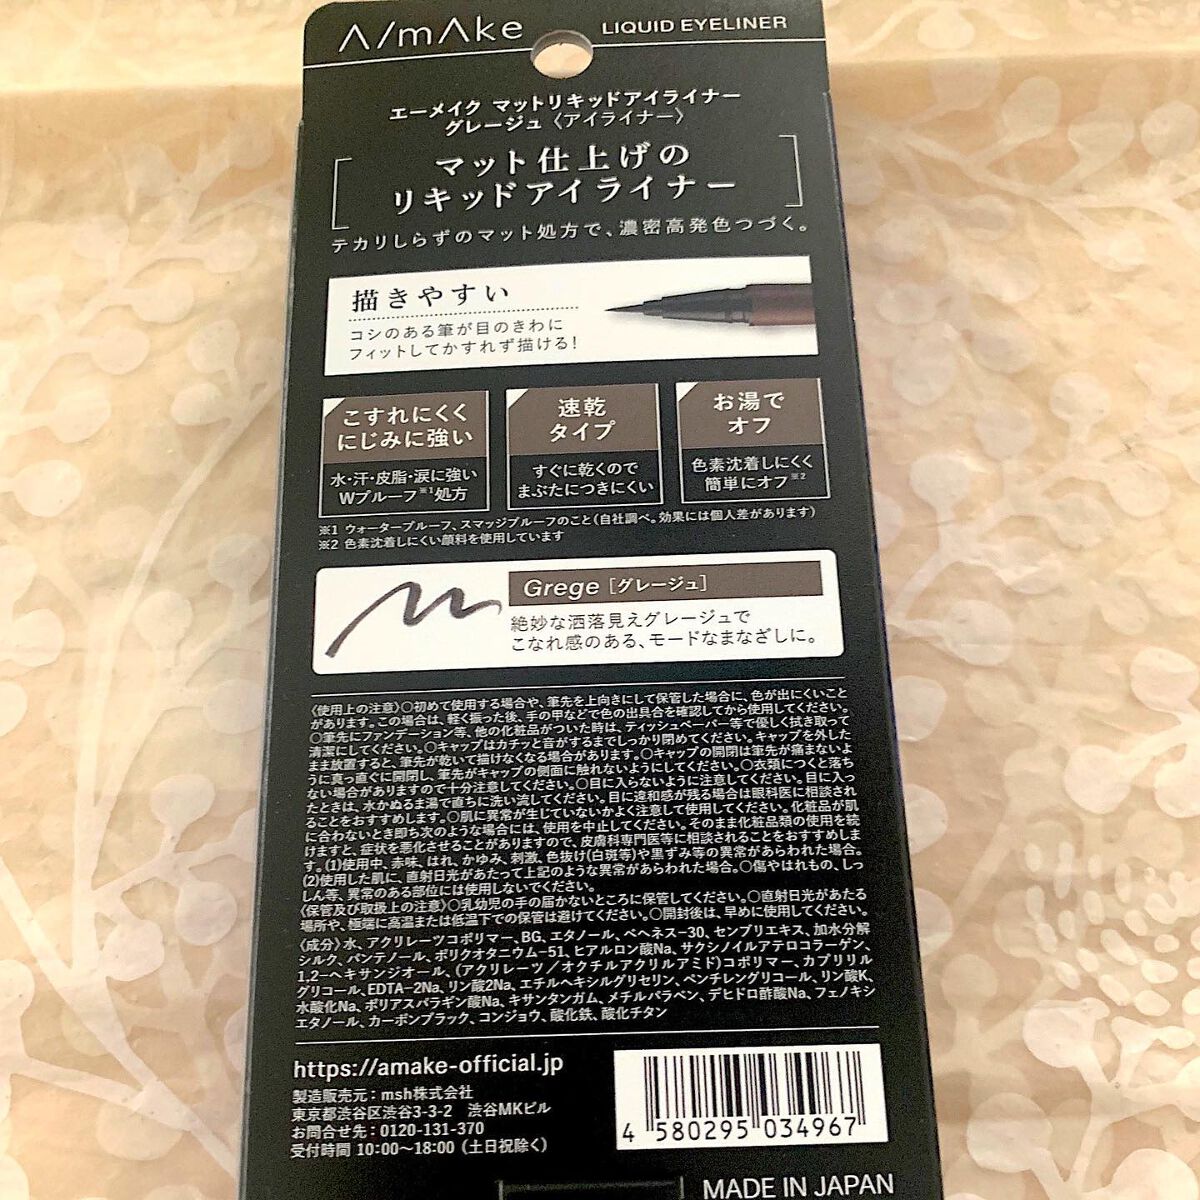 A/mAke LIQUID EYELINER
エーメイク マットリキッドアイライナー
グレージュ〈アイライナー〉
マット仕上げの
リキッドアイライナー
テカリしらずのマット処方で、濃密高発色つづく。
描きやすい
コシのある筆が目のきわに
フィットしてかすれず描ける!
こすれにくく
にじみに強い
水・汗・皮脂・涙に強い
Wプルーフ※1処方
速乾
タイプ
すぐに乾くので
まぶたにつきにくい
お湯で
オフ
色素沈着しにくく
簡単にオフ※2
※1 ウォータープルーフ、スマッジプルーフのこと(自社調べ。効果には個人差があります)
※2 色素沈着しにくい顔料を使用しています
Grege [グレージュ]
絶妙な洒落見えグレージュで
こなれ感のある、モードなまなざしに。
〈使用上の注意〉○初めて使用する場合や、筆先を上向きにして保管した場合に、色が出にくいこと
があります。この場合は、軽く振った後、手の甲などで色の出具合を確認してから使用してください。
○筆先にファンデーション等、他の化粧品がついた時は、ティッシュペーパー等で優しく拭き取って
清潔にしてください。○キャップはカチッと音がするまでしっかり閉めてください。キャップを外した
まま放置すると、筆先が乾いて描けなくなる場合があります。○キャップの開閉は筆先が痛まないよ
うに真っ直ぐに開閉し、筆先がキャップの側面に触れないようにしてください。○衣類につくと落ち
ない場合がありますので十分注意してください。○目に入らないように注意してください。目に入っ
たときは、水かぬるま湯で直ちに洗い流してください。目に違和感が残る場合は眼科医に相談され
ることをおすすめします。○肌に異常が生じていないかよく注意して使用してください。化粧品が肌
に合わないとき即ち次のような場合には、使用を中止してください。そのまま化粧品類の使用を続
けますと、症状を悪化させることがありますので、皮膚科専門医等に相談されることをおすすめしま
す。(1)使用中、赤味、はれ、かゆみ、刺激、色抜け(白斑等)や黒ずみ等の異常があらわれた場合。
(2)使用した肌に、直射日光があたって上記のような異常があらわれた場合。○傷やはれもの、しっ
しん等、異常のある部位には使用しないでください。
〈保管及び取扱上の注意〉○乳幼児の手の届かないところに保管してください。○直射日光があたる
場所や、極端に高温または低温下での保管は避けてください。○開封後は、早めに使用してください。
〈成分〉水、アクリレーツコポリマー、BG、エタノール、ベヘネス-30、センブリエキス、加水分解
シルク、パンテノール、ポリクオタニウム-51、ヒアルロン酸Na、サクシノイルアテロコラーゲン、
1,2-ヘキサンジオール、(アクリレーツ/オクチルアクリルアミド)コポリマー、カプリリル
グリコール、EDTA-2Na、リン酸2Na、エチルヘキシルグリセリン、ペンチレングリコール、リン酸K、
水酸化Na、ポリアスパラギン酸Na、キサンタンガム、メチルパラベン、デヒドロ酢酸Na、フェノキシ
エタノール、カーボンブラック、コンジョウ、酸化鉄、酸化チタン
https://amake-official.jp
製造販売元:msh株式会社
東京都渋谷区渋谷3-3-2 渋谷MKビル
お問合せ先:0120-131-370
受付時間 10:00~18:00 (土日祝除く)
4 580295 034967
MADE IN JAPAN